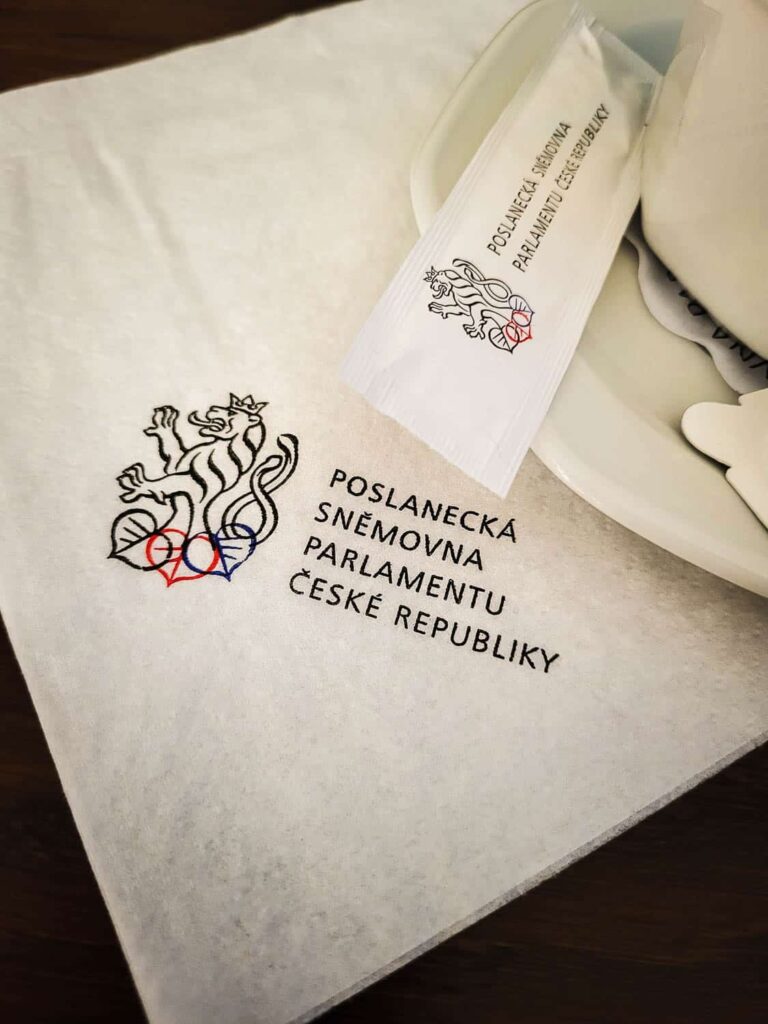 POSLANECKÁ SNĚMOVNA
PARLAMENTU ČESKÉ REPUBLIKY
POSLANECKÁ
SNĚMOVNA
PARLAMENTU
ČESKÉ REPUBLIKY